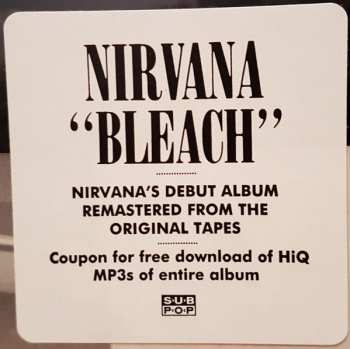 NIRVANA
“BLEACH”
NIRVANA'S DEBUT ALBUM
REMASTERED FROM THE
ORIGINAL TAPES
Coupon for free download of HiQ
MP3s of entire album
SUB
POP